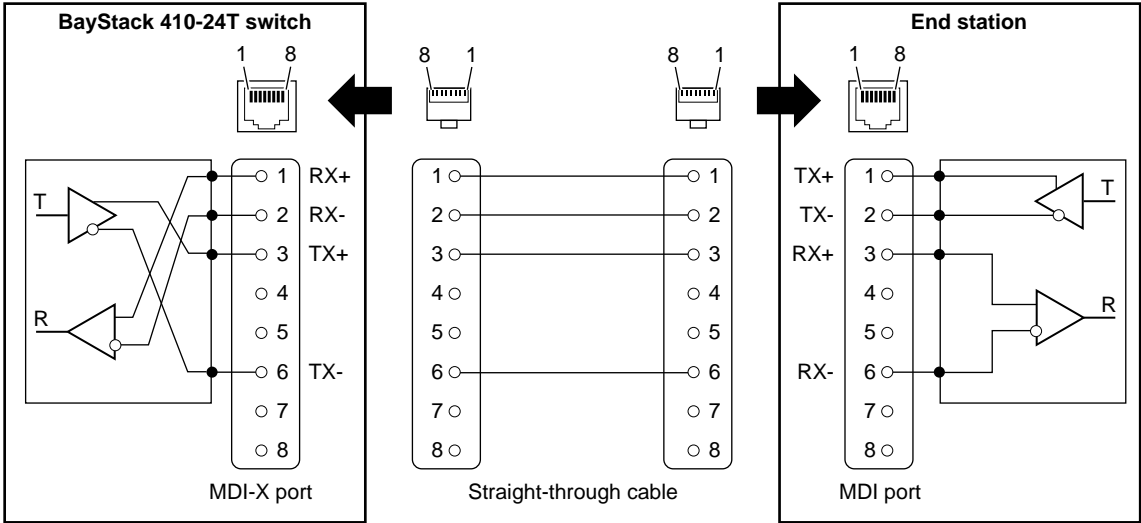 BayStack 410-24T switch
End station
1 8
8 1
8 1
1 8
T
R
1 RX+
2 RX-
3 TX+
4
5
6 TX-
7
8
MDI-X port
1 1
2 2
3 3
4 4
5 5
6 6
7 7
8 8
Straight-through cable
TX+ 1
TX- 2
RX+ 3
4
5
RX- 6
7
8
T
R
MDI port